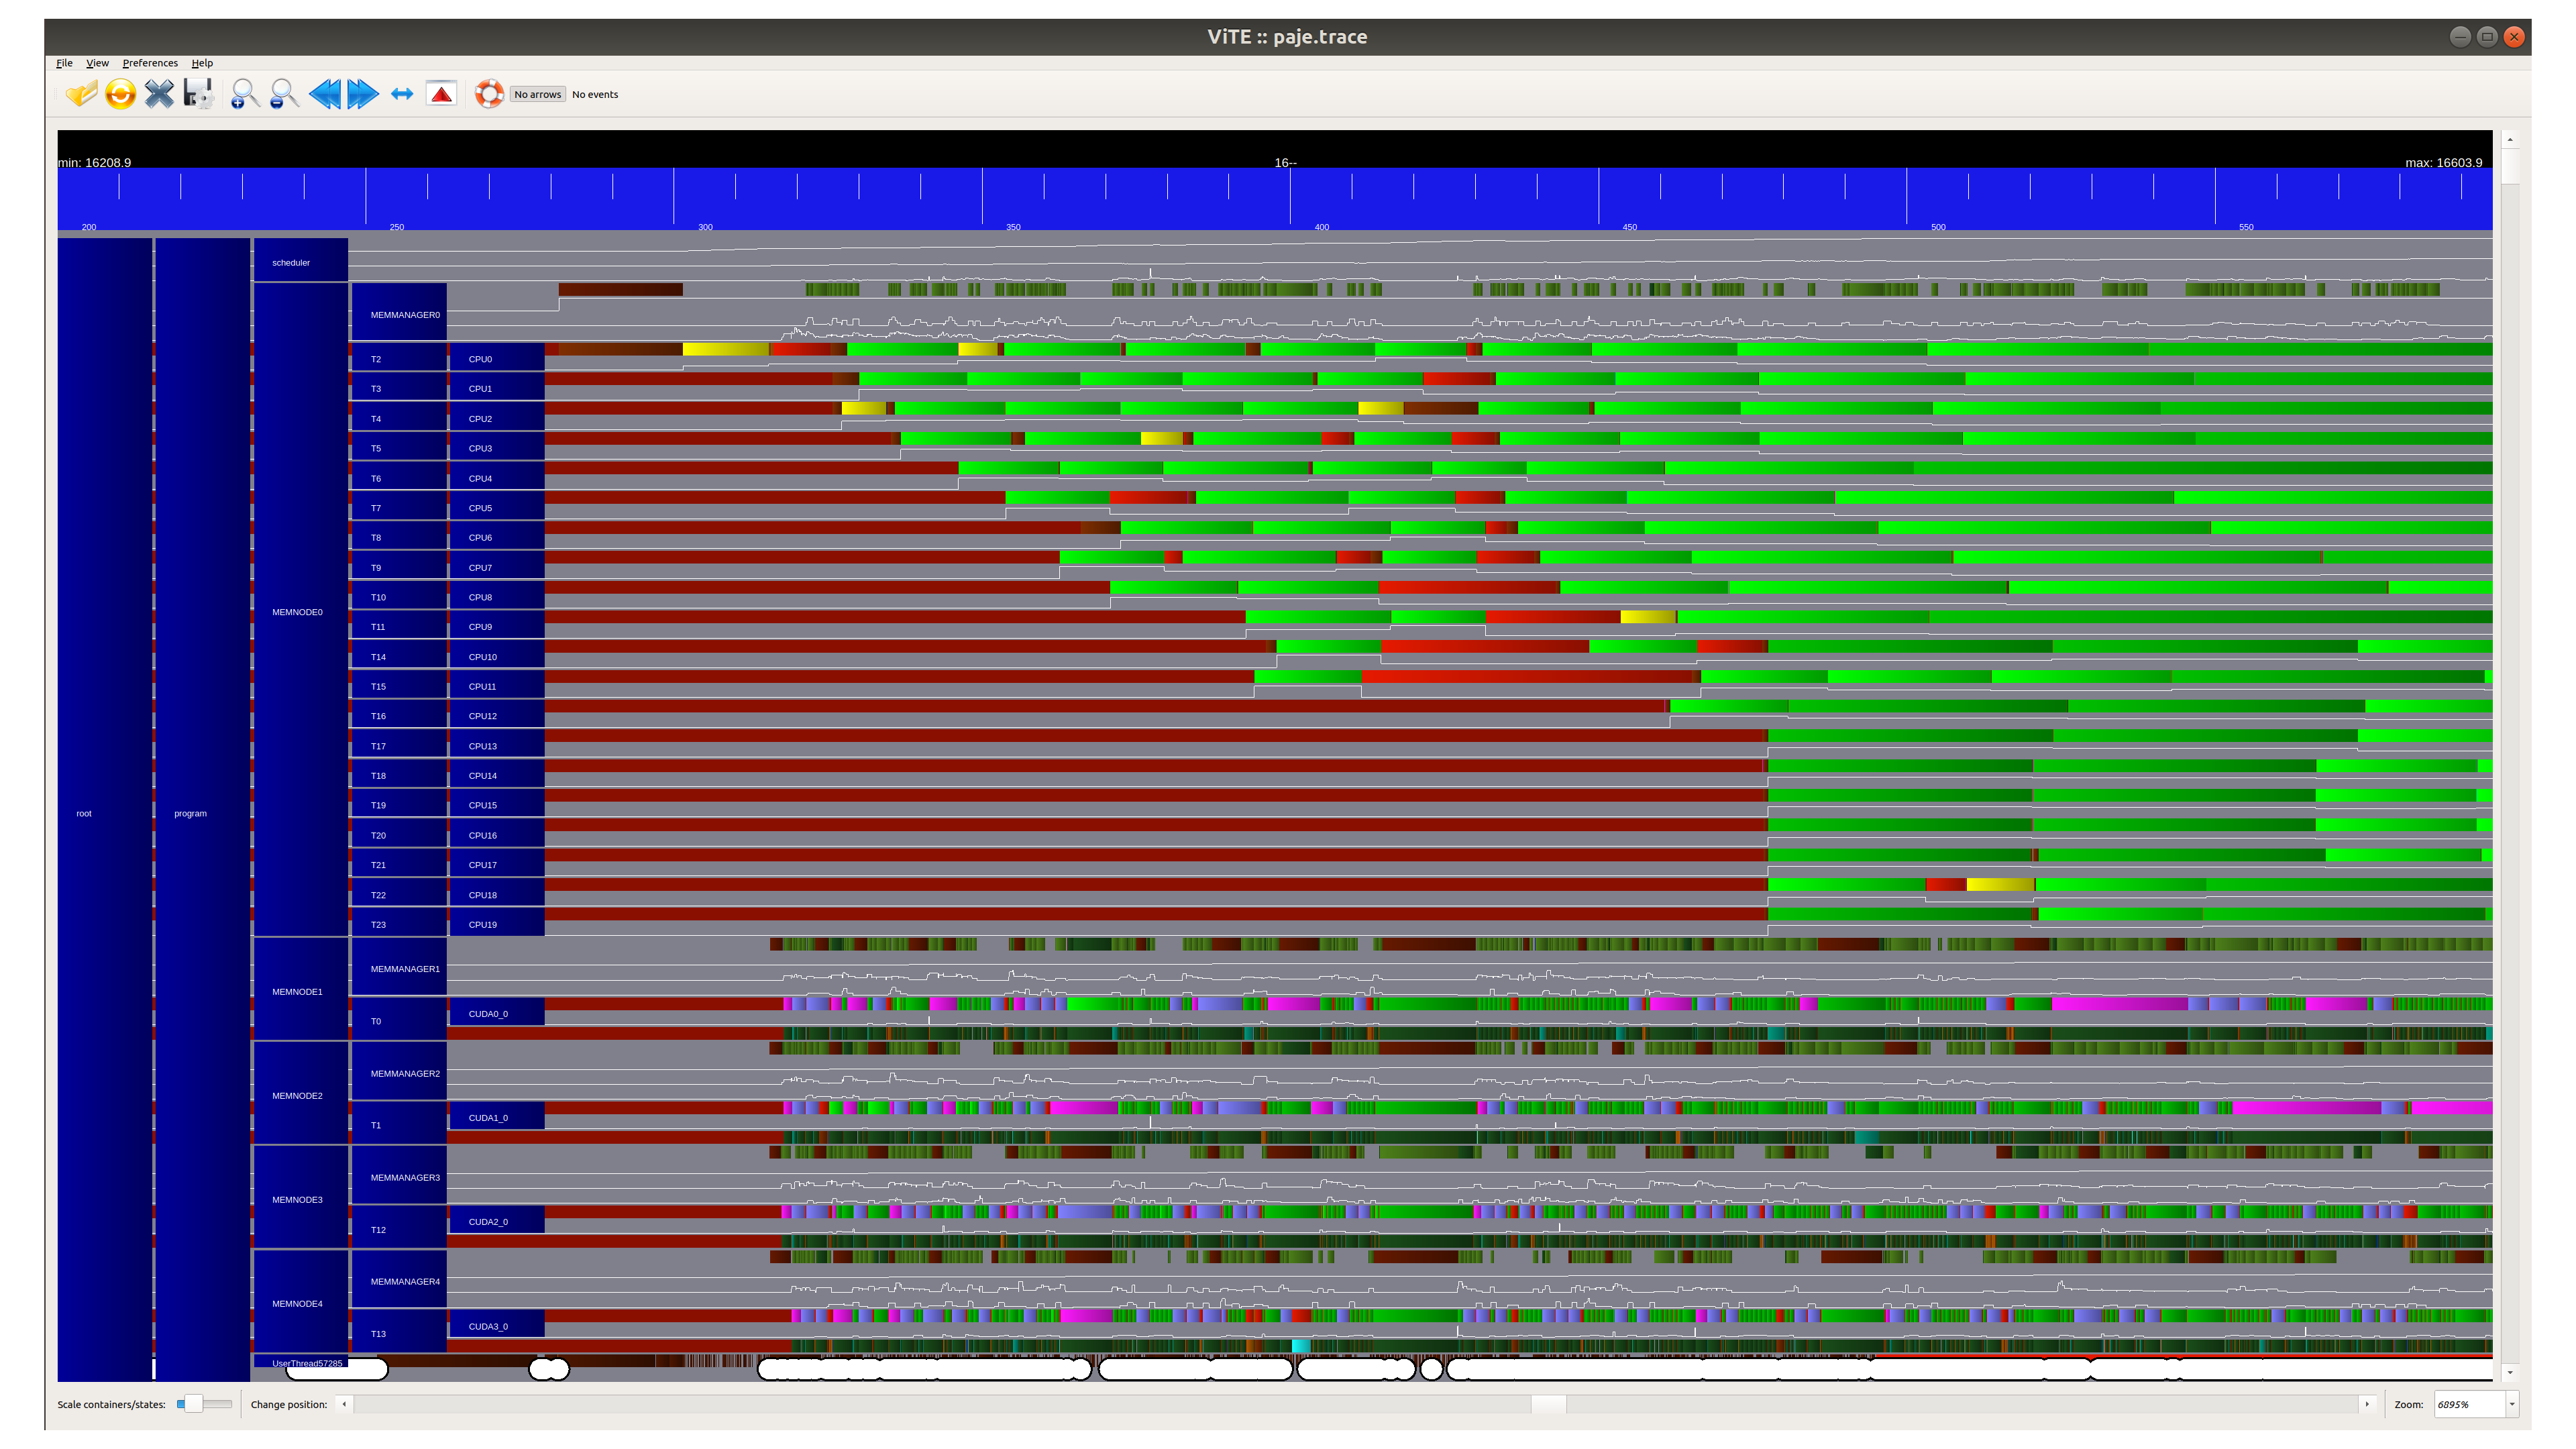 ViTE :: paje.trace
File View Preferences Help
No arrows No events
min: 16208.9 16-- max: 16603.9
200 250 300 350 400 450 500 550
scheduler
MEMMANAGER0
T2 CPU0
T3 CPU1
T4 CPU2
T5 CPU3
T6 CPU4
T7 CPU5
T8 CPU6
T9 CPU7
T10 CPU8
MEMNODE0
T11 CPU9
T14 CPU10
T15 CPU11
T16 CPU12
T17 CPU13
T18 CPU14
T19 CPU15
root program
T20 CPU16
T21 CPU17
T22 CPU18
T23 CPU19
MEMMANAGER1
MEMNODE1
CUDA0_0
T0
MEMMANAGER2
MEMNODE2
CUDA1_0
T1
MEMMANAGER3
MEMNODE3
CUDA2_0
T12
MEMMANAGER4
MEMNODE4
CUDA3_0
T13
UserThread57285
Scale containers/states: Change position: Zoom: 6895%